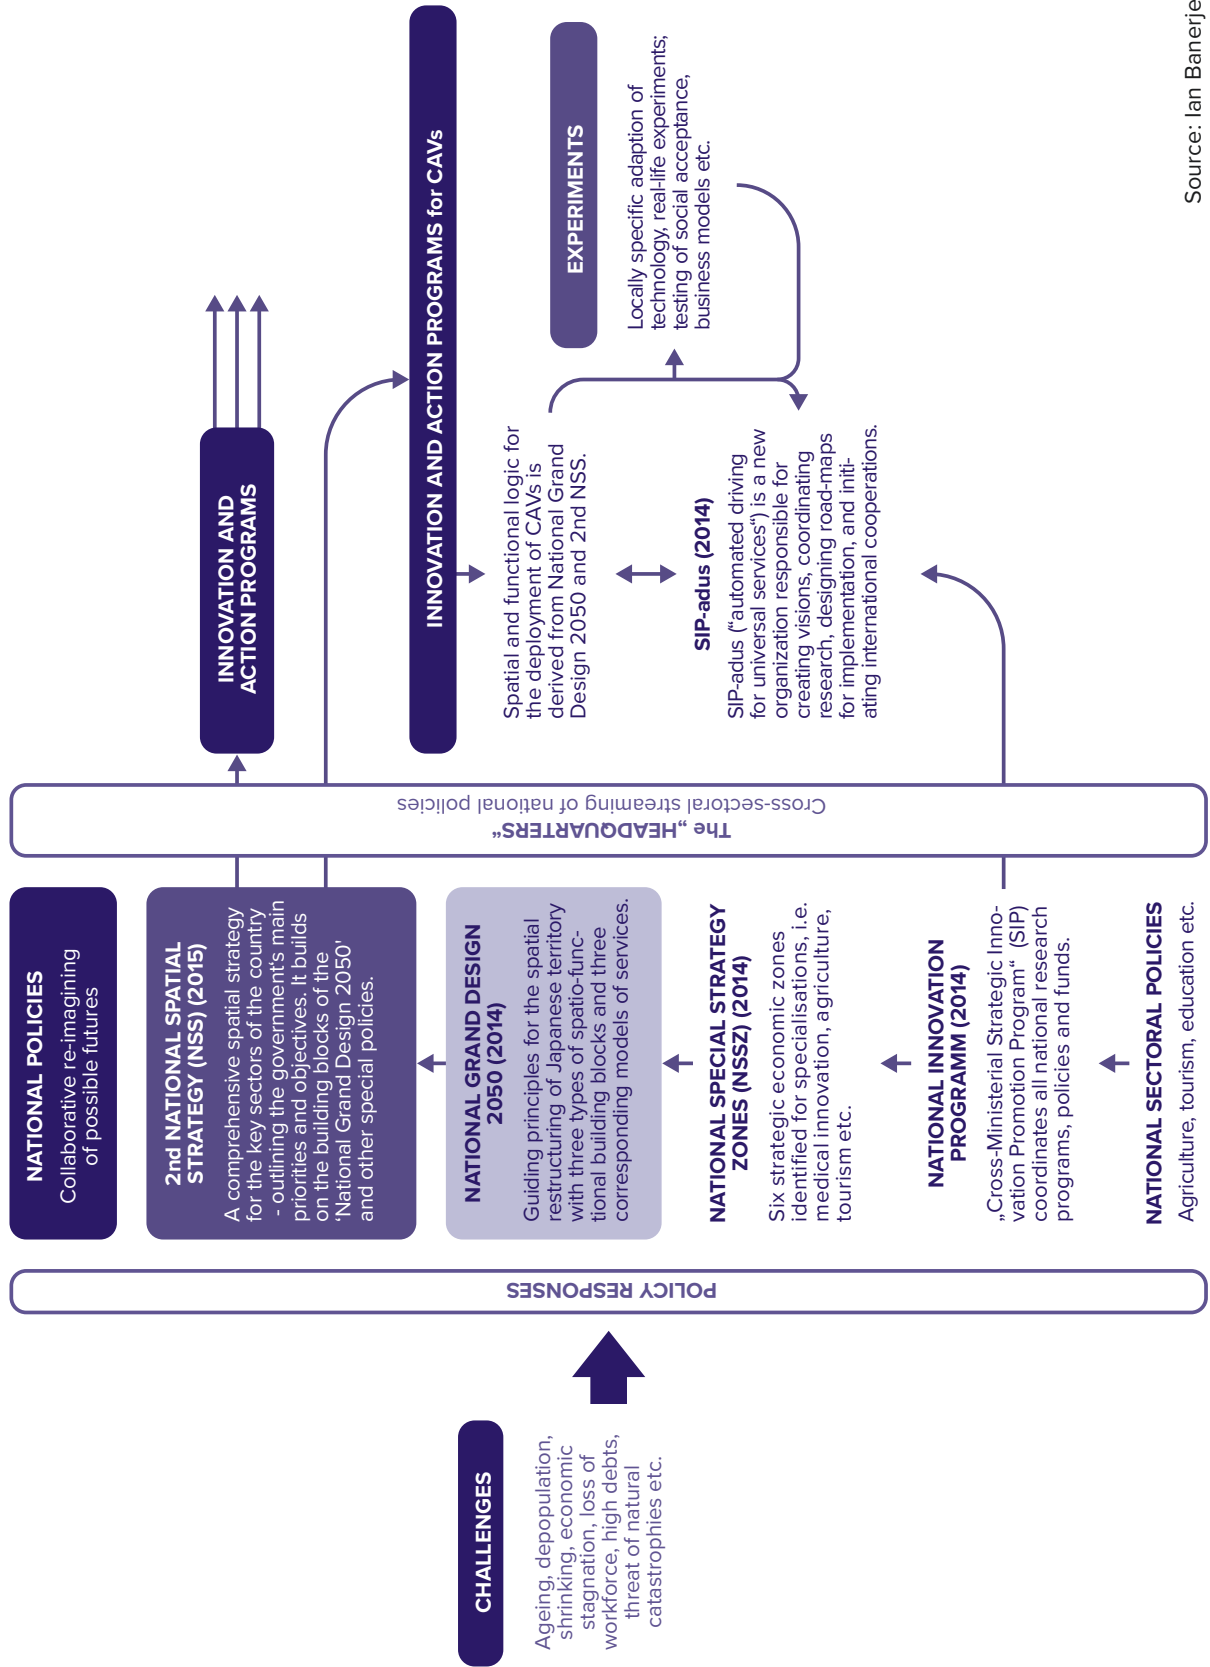 CHALLENGES
Ageing, depopulation,
shrinking, economic
stagnation, loss of
workforce, high debts,
threat of natural
catastrophies etc.
POLICY RESPONSES
NATIONAL POLICIES
Collaborative re-imagining
of possible futures
2nd NATIONAL SPATIAL
STRATEGY (NSS) (2015)
A comprehensive spatial strategy
for the key sectors of the country
- outlining the government's main
priorities and objectives. It builds
on the building blocks of the
‘National Grand Design 2050'
and other special policies.
NATIONAL GRAND DESIGN
2050 (2014)
Guiding principles for the spatial
restructuring of Japanese territory
with three types of spatio-func-
tional building blocks and three
corresponding models of services.
NATIONAL SPECIAL STRATEGY
ZONES (NSSZ) (2014)
Six strategic economic zones
identified for specialisations, i.e.
medical innovation, agriculture,
tourism etc.
NATIONAL INNOVATION
PROGRAMM (2014)
„Cross-Ministerial Strategic Inno-
vation Promotion Program“ (SIP)
coordinates all national research
programs, policies and funds.
NATIONAL SECTORAL POLICIES
Agriculture, tourism, education etc.
The „HEADQUARTERS“
Cross-sectoral streaming of national policies
INNOVATION AND
ACTION PROGRAMS
INNOVATION AND ACTION PROGRAMS for CAVs
Spatial and functional logic for
the deployment of CAVs is
derived from National Grand
Design 2050 and 2nd NSS.
SIP-adus (2014)
SIP-adus (“automated driving
for universal services“) is a new
organization responsible for
creating visions, coordinating
research, designing road-maps
for implementation, and initi-
ating international cooperations.
EXPERIMENTS
Locally specific adaption of
technology, real-life experiments;
testing of social acceptance,
business models etc.
Source: Ian Banerje